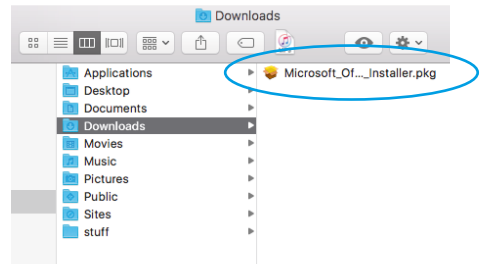 Downloads
Applications
Desktop
Documents
Downloads
Movies
Music
Pictures
Public
Sites
stuff
Microsoft_Of..._Installer.pkg